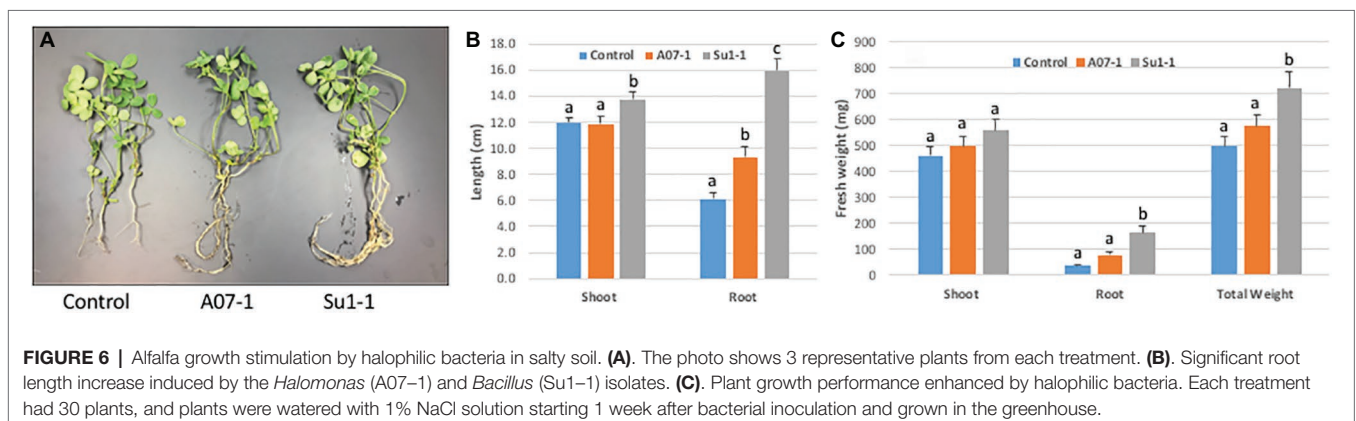 A
Control A07-1 Su1-1
B
18.0
16.0
14.0
12.0
10.0
8.0
6.0
4.0
2.0
0.0
Length (cm)
Control A07-1 Su1-1
a a b
a b c
Shoot Root
C
900
800
700
600
500
400
300
200
100
0
Fresh weight (mg)
Control A07-1 Su1-1
a a a
a a b
a a b
Shoot Root Total Weight
FIGURE 6 | Alfalfa growth stimulation by halophilic bacteria in salty soil. (A). The photo shows 3 representative plants from each treatment. (B). Significant root
length increase induced by the Halomonas (A07–1) and Bacillus (Su1–1) isolates. (C). Plant growth performance enhanced by halophilic bacteria. Each treatment
had 30 plants, and plants were watered with 1% NaCl solution starting 1 week after bacterial inoculation and grown in the greenhouse.